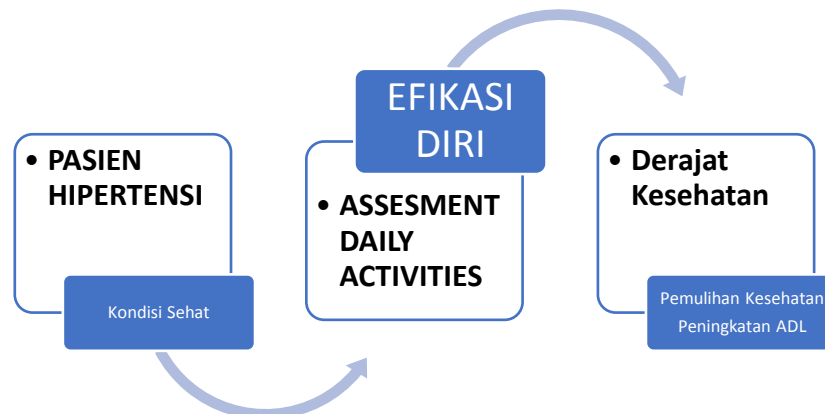 • PASIEN
HIPERTENSI
Kondisi Sehat
EFIKASI
DIRI
• ASSESMENT
DAILY
ACTIVITIES
• Derajat
Kesehatan
Pemulihan Kesehatan
Peningkatan ADL